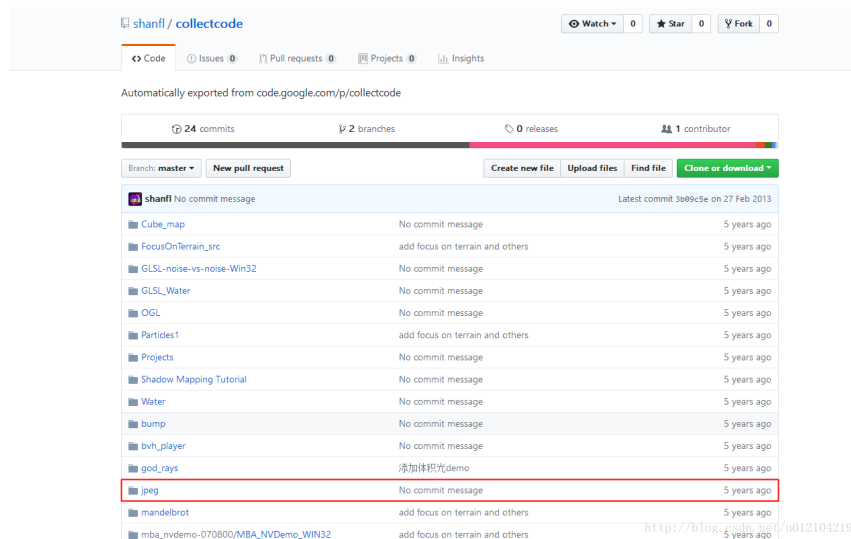 shanfl / collectcode Watch 0 Star 0 Fork 0
Code Issues 0 Pull requests 0 Projects 0 Insights
Automatically exported from code.google.com/p/collectcode
24 commits 2 branches 0 releases 1 contributor
Branch: master New pull request Create new file Upload files Find file Clone or download
shanfl No commit message Latest commit 3b09c5e on 27 Feb 2013
Cube_map No commit message 5 years ago
FocusOnTerrain_src add focus on terrain and others 5 years ago
GLSL-noise-vs-noise-Win32 No commit message 5 years ago
GLSL_Water No commit message 5 years ago
OGL No commit message 5 years ago
Particles1 add focus on terrain and others 5 years ago
Projects No commit message 5 years ago
Shadow Mapping Tutorial No commit message 5 years ago
Water No commit message 5 years ago
bump No commit message 5 years ago
bvh_player No commit message 5 years ago
god_rays 添加体积光demo 5 years ago
jpeg No commit message 5 years ago
mandelbrot add focus on terrain and others 5 years ago
mba_nvdemo-070800/MBA_NVDemo_WIN32 add focus on terrain and others 5 years ago
http://blog.csdn.net/u012104219